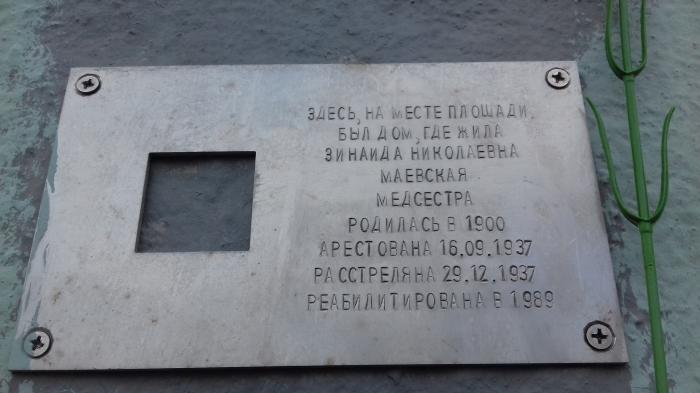 ЗДЕСЬ, НА МЕСТЕ ПЛОЩАДИ,
БЫЛ ДОМ, ГДЕ ЖИЛА
ЗИНАИДА НИКОЛАЕВНА
МАЕВСКАЯ
МЕДСЕСТРА
РОДИЛАСЬ В 1900
АРЕСТОВАНА 16.09.1937
РАССТРЕЛЯНА 29.12.1937
РЕАБИЛИТИРОВАНА В 1989